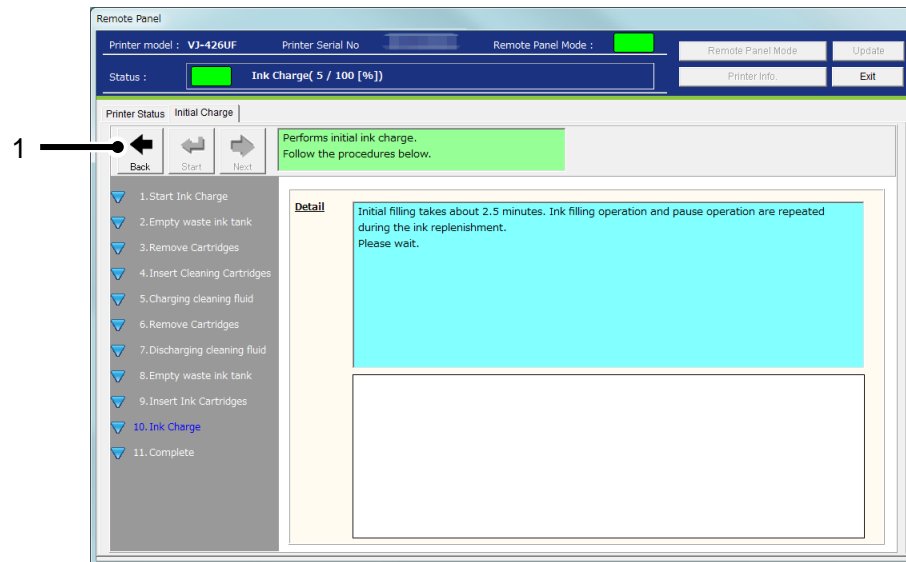 Remote Panel
Printer model : VJ-426UF Printer Serial No Remote Panel Mode :
Remote Panel Mode Update
Status : Ink Charge( 5 / 100 [%])
Printer Info. Exit
Printer Status Initial Charge
1
Back Start Next
Performs initial ink charge.
Follow the procedures below.
1.Start Ink Charge
2.Empty waste ink tank
3.Remove Cartridges
4.Insert Cleaning Cartridges
5.Charging cleaning fluid
6.Remove Cartridges
7.Discharging cleaning fluid
8.Empty waste ink tank
9.Insert Ink Cartridges
10.Ink Charge
11.Complete
Detail
Initial filling takes about 2.5 minutes. Ink filling operation and pause operation are repeated
during the ink replenishment.
Please wait.